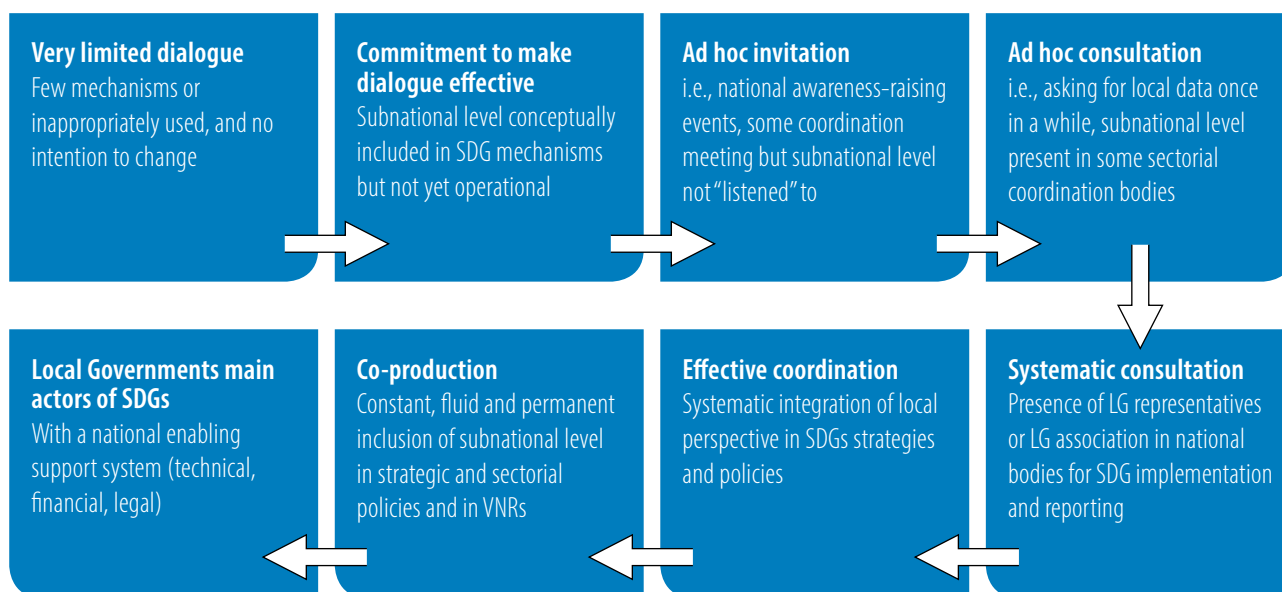 Very limited dialogue
Few mechanisms or
inappropriately used, and no
intention to change
Commitment to make
dialogue effective
Subnational level conceptually
included in SDG mechanisms
but not yet operational
Ad hoc invitation
i.e., national awareness-raising
events, some coordination
meeting but subnational level
not “listened” to
Ad hoc consultation
i.e., asking for local data once
in a while, subnational level
present in some sectorial
coordination bodies
Systematic consultation
Presence of LG representatives
or LG association in national
bodies for SDG implementation
and reporting
Effective coordination
Systematic integration of local
perspective in SDGs strategies
and policies
Co-production
Constant, fluid and permanent
inclusion of subnational level
in strategic and sectorial
policies and in VNRs
Local Governments main
actors of SDGs
With a national enabling
support system (technical,
financial, legal)